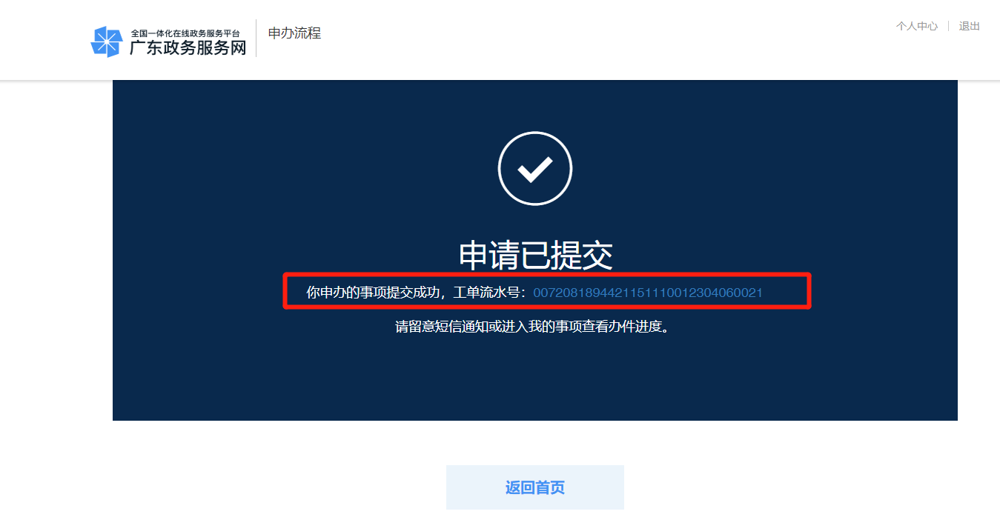 全国一体化在线政务服务平台
广东政务服务网
申办流程
个人中心
退出
申请已提交
你申办的事项提交成功，工单流水号：0072081894421151110012304060021
请留意短信通知或进入我的事项查看办件进度。
返回首页